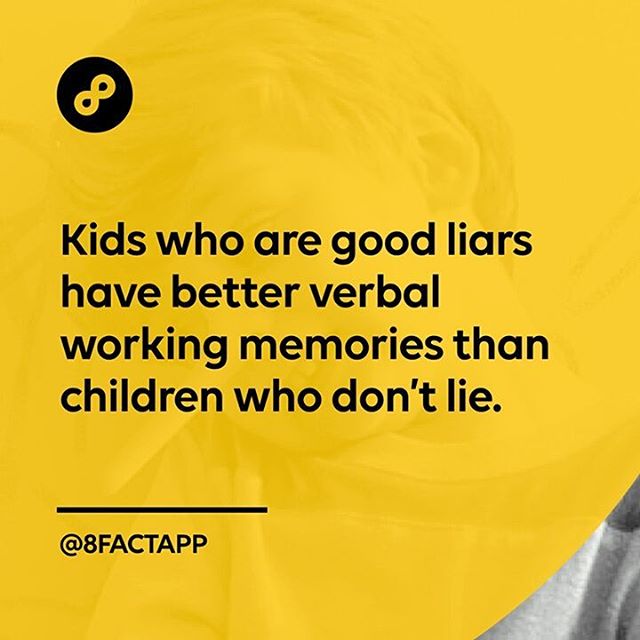 Kids who are good liars
have better verbal
working memories than
children who don't lie.
@8FACTAPP